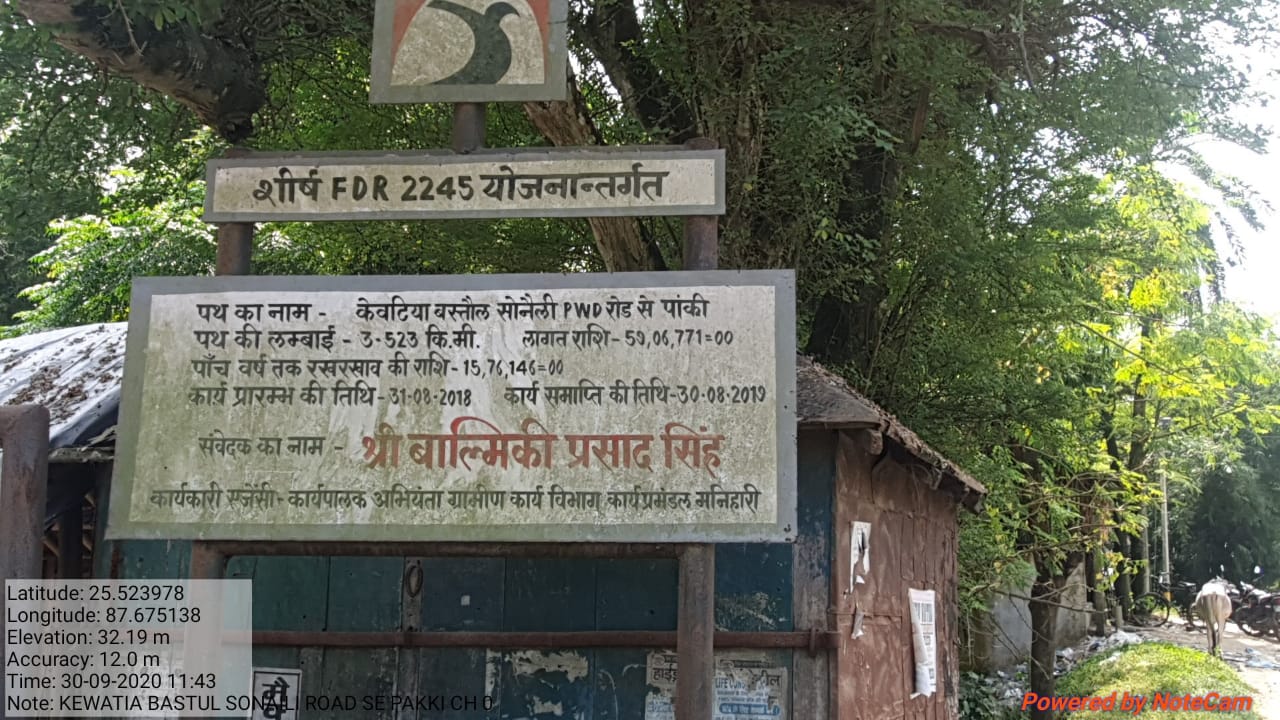 शीर्ष FDR 2245 योजनान्तर्गत
पथ का नाम - केवटिया बस्तौल सोनैली PWD रोड से पांकी
पथ की लम्बाई - 3.523 कि.मी. लागत राशि - 59,06,771=00
पाँच वर्ष तक रखरखाव की राशि - 15,76,146=00
कार्य प्रारम्भ की तिथि - 31.08.2018 कार्य समाप्ति की तिथि - 30.08.2019
संवेदक का नाम - श्री बाल्मिकी प्रसाद सिंह
कार्यकारी एजेंसी - कार्यपालक अभियंता ग्रामीण कार्य विभाग, कार्यप्रमंडल मनिहारी
Latitude: 25.523978
Longitude: 87.675138
Elevation: 32.19 m
Accuracy: 12.0 m
Time: 30-09-2020 11:43
Note: KEWATIA BASTUL SONAILI ROAD SE PAKKI CH 0
Powered by NoteCam